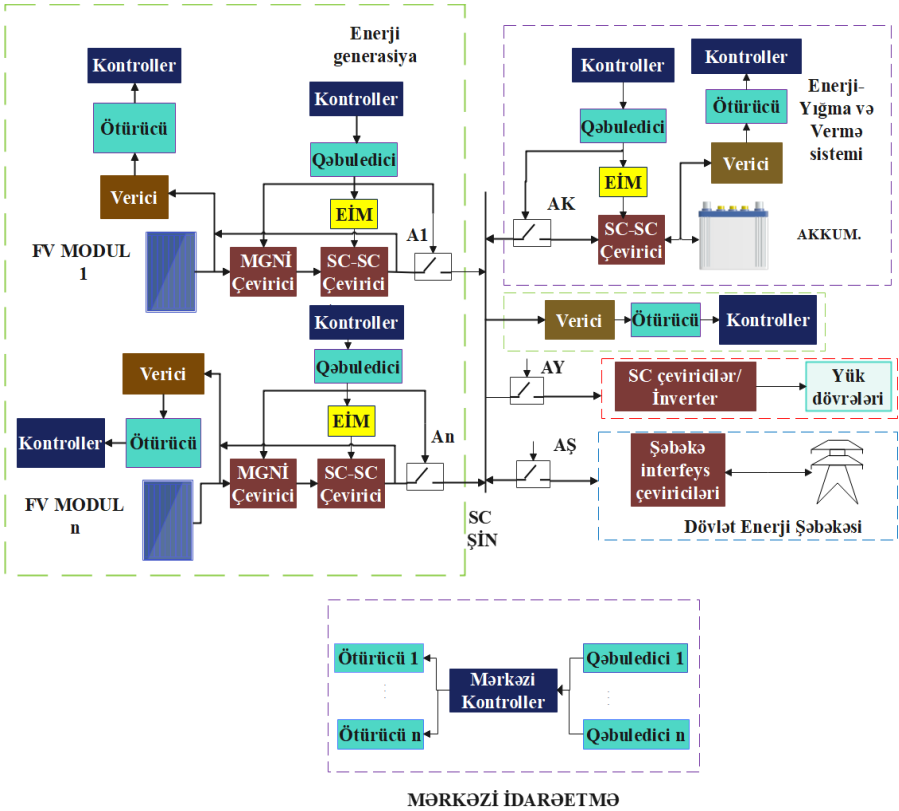 Enerji
generasiya
Kontroller
Ötürücü
Verici
FV MODUL
1
Kontroller
Qəbuledici
EİM
MGNİ
Çevirici
SC-SC
Çevirici
A1
Kontroller
Qəbuledici
EİM
Verici
Kontroller
Ötürücü
FV MODUL
n
MGNİ
Çevirici
SC-SC
Çevirici
An
SC
ŞİN
Kontroller
Qəbuledici
EİM
AK
SC-SC
Çevirici
Kontroller
Ötürücü
Verici
Enerji-
Yığma və
Vermə
sistemi
AKKUM.
Verici
Ötürücü
Kontroller
AY
SC çeviricilər/
İnverter
Yük
dövrələri
AŞ
Şəbəkə
interfeys
çeviriciləri
Dövlət Enerji Şəbəkəsi
Ötürücü 1
Ötürücü n
Mərkəzi
Kontroller
Qəbuledici 1
Qəbuledici n
MƏRKƏZİ İDARƏETMƏ